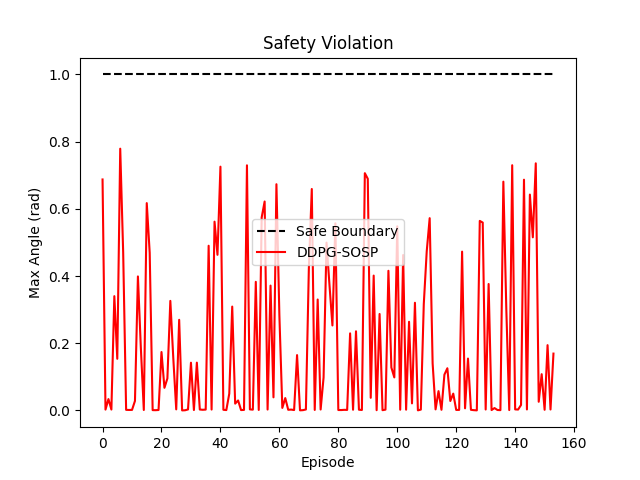 Safety Violation
1.0
0.8
0.6
0.4
0.2
0.0
Max Angle (rad)
Safe Boundary
DDPG-SOSP
0 20 40 60 80 100 120 140 160
Episode